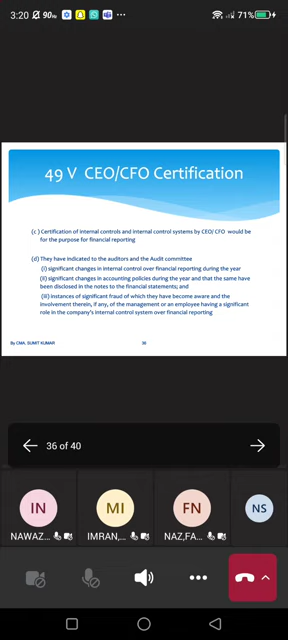 3:20
90
71%
49 V CEO/CFO Certification
(c ) Certification of internal controls and internal control systems by CEO/ CFO would be
for the purpose for financial reporting
(d) They have indicated to the auditors and the Audit committee
(i) significant changes in internal control over financial reporting during the year
(ii) significant changes in accounting policies during the year and that the same have
been disclosed in the notes to the financial statements; and
(iii) instances of significant fraud of which they have become aware and the
involvement therein, if any, of the management or an employee having a significant
role in the company's internal control system over financial reporting
By CMA. SUMIT KUMAR
36 of 40
IN
MI
FN
NS
NAWAZ...
IMRAN,...
NAZ,FA...